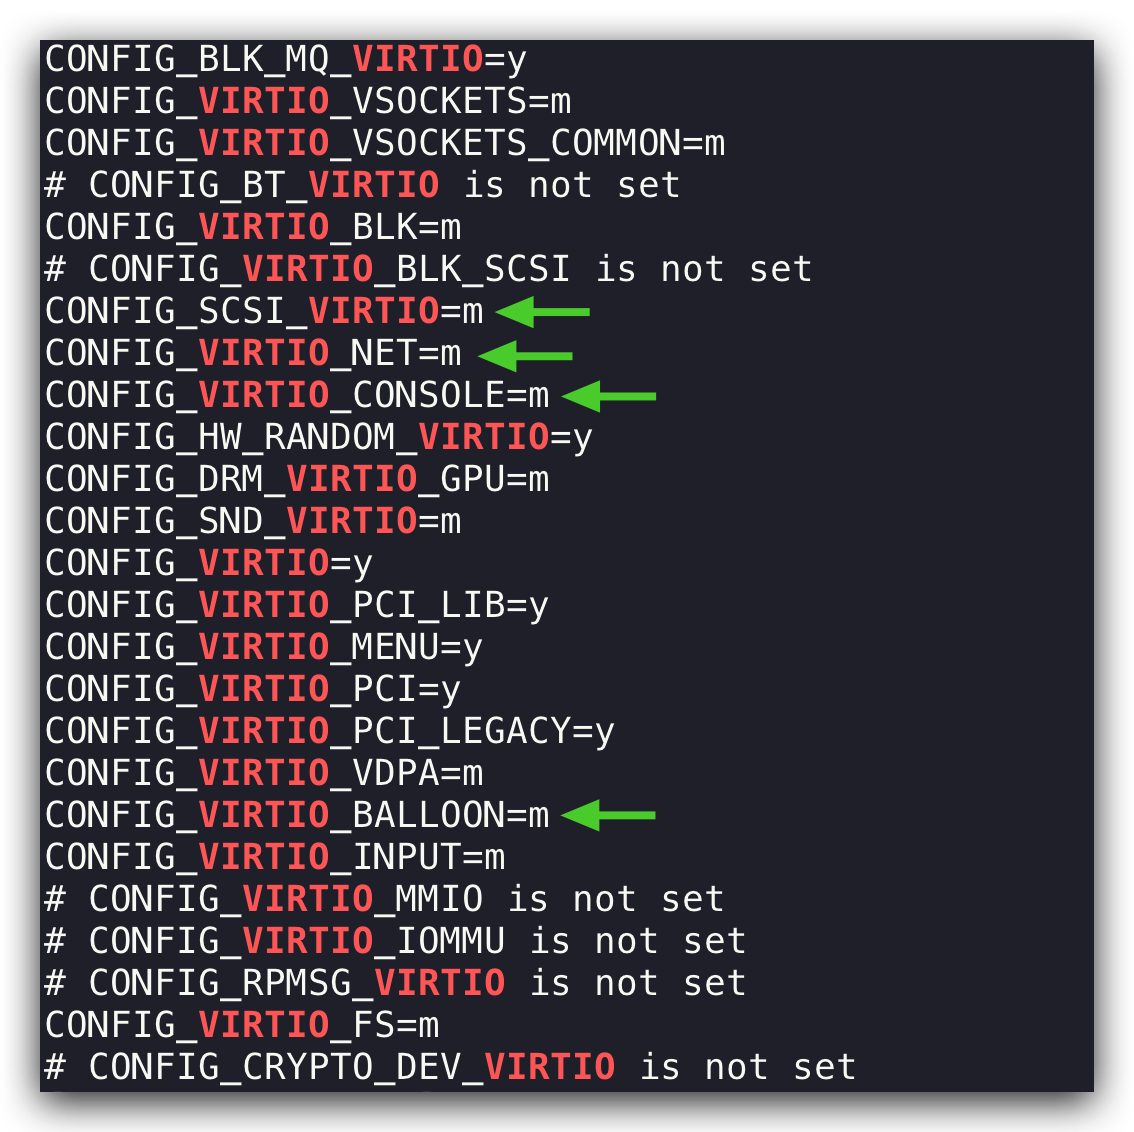 CONFIG_BLK_MQ_VIRTIO=y
CONFIG_VIRTIO_VSOCKETS=m
CONFIG_VIRTIO_VSOCKETS_COMMON=m
# CONFIG_BT_VIRTIO is not set
CONFIG_VIRTIO_BLK=m
# CONFIG_VIRTIO_BLK_SCSI is not set
CONFIG_SCSI_VIRTIO=m
CONFIG_VIRTIO_NET=m
CONFIG_VIRTIO_CONSOLE=m
CONFIG_HW_RANDOM_VIRTIO=y
CONFIG_DRM_VIRTIO_GPU=m
CONFIG_SND_VIRTIO=m
CONFIG_VIRTIO=y
CONFIG_VIRTIO_PCI_LIB=y
CONFIG_VIRTIO_MENU=y
CONFIG_VIRTIO_PCI=y
CONFIG_VIRTIO_PCI_LEGACY=y
CONFIG_VIRTIO_VDPA=m
CONFIG_VIRTIO_BALLOON=m
CONFIG_VIRTIO_INPUT=m
# CONFIG_VIRTIO_MMIO is not set
# CONFIG_VIRTIO_IOMMU is not set
# CONFIG_RPMSG_VIRTIO is not set
CONFIG_VIRTIO_FS=m
# CONFIG_CRYPTO_DEV_VIRTIO is not set